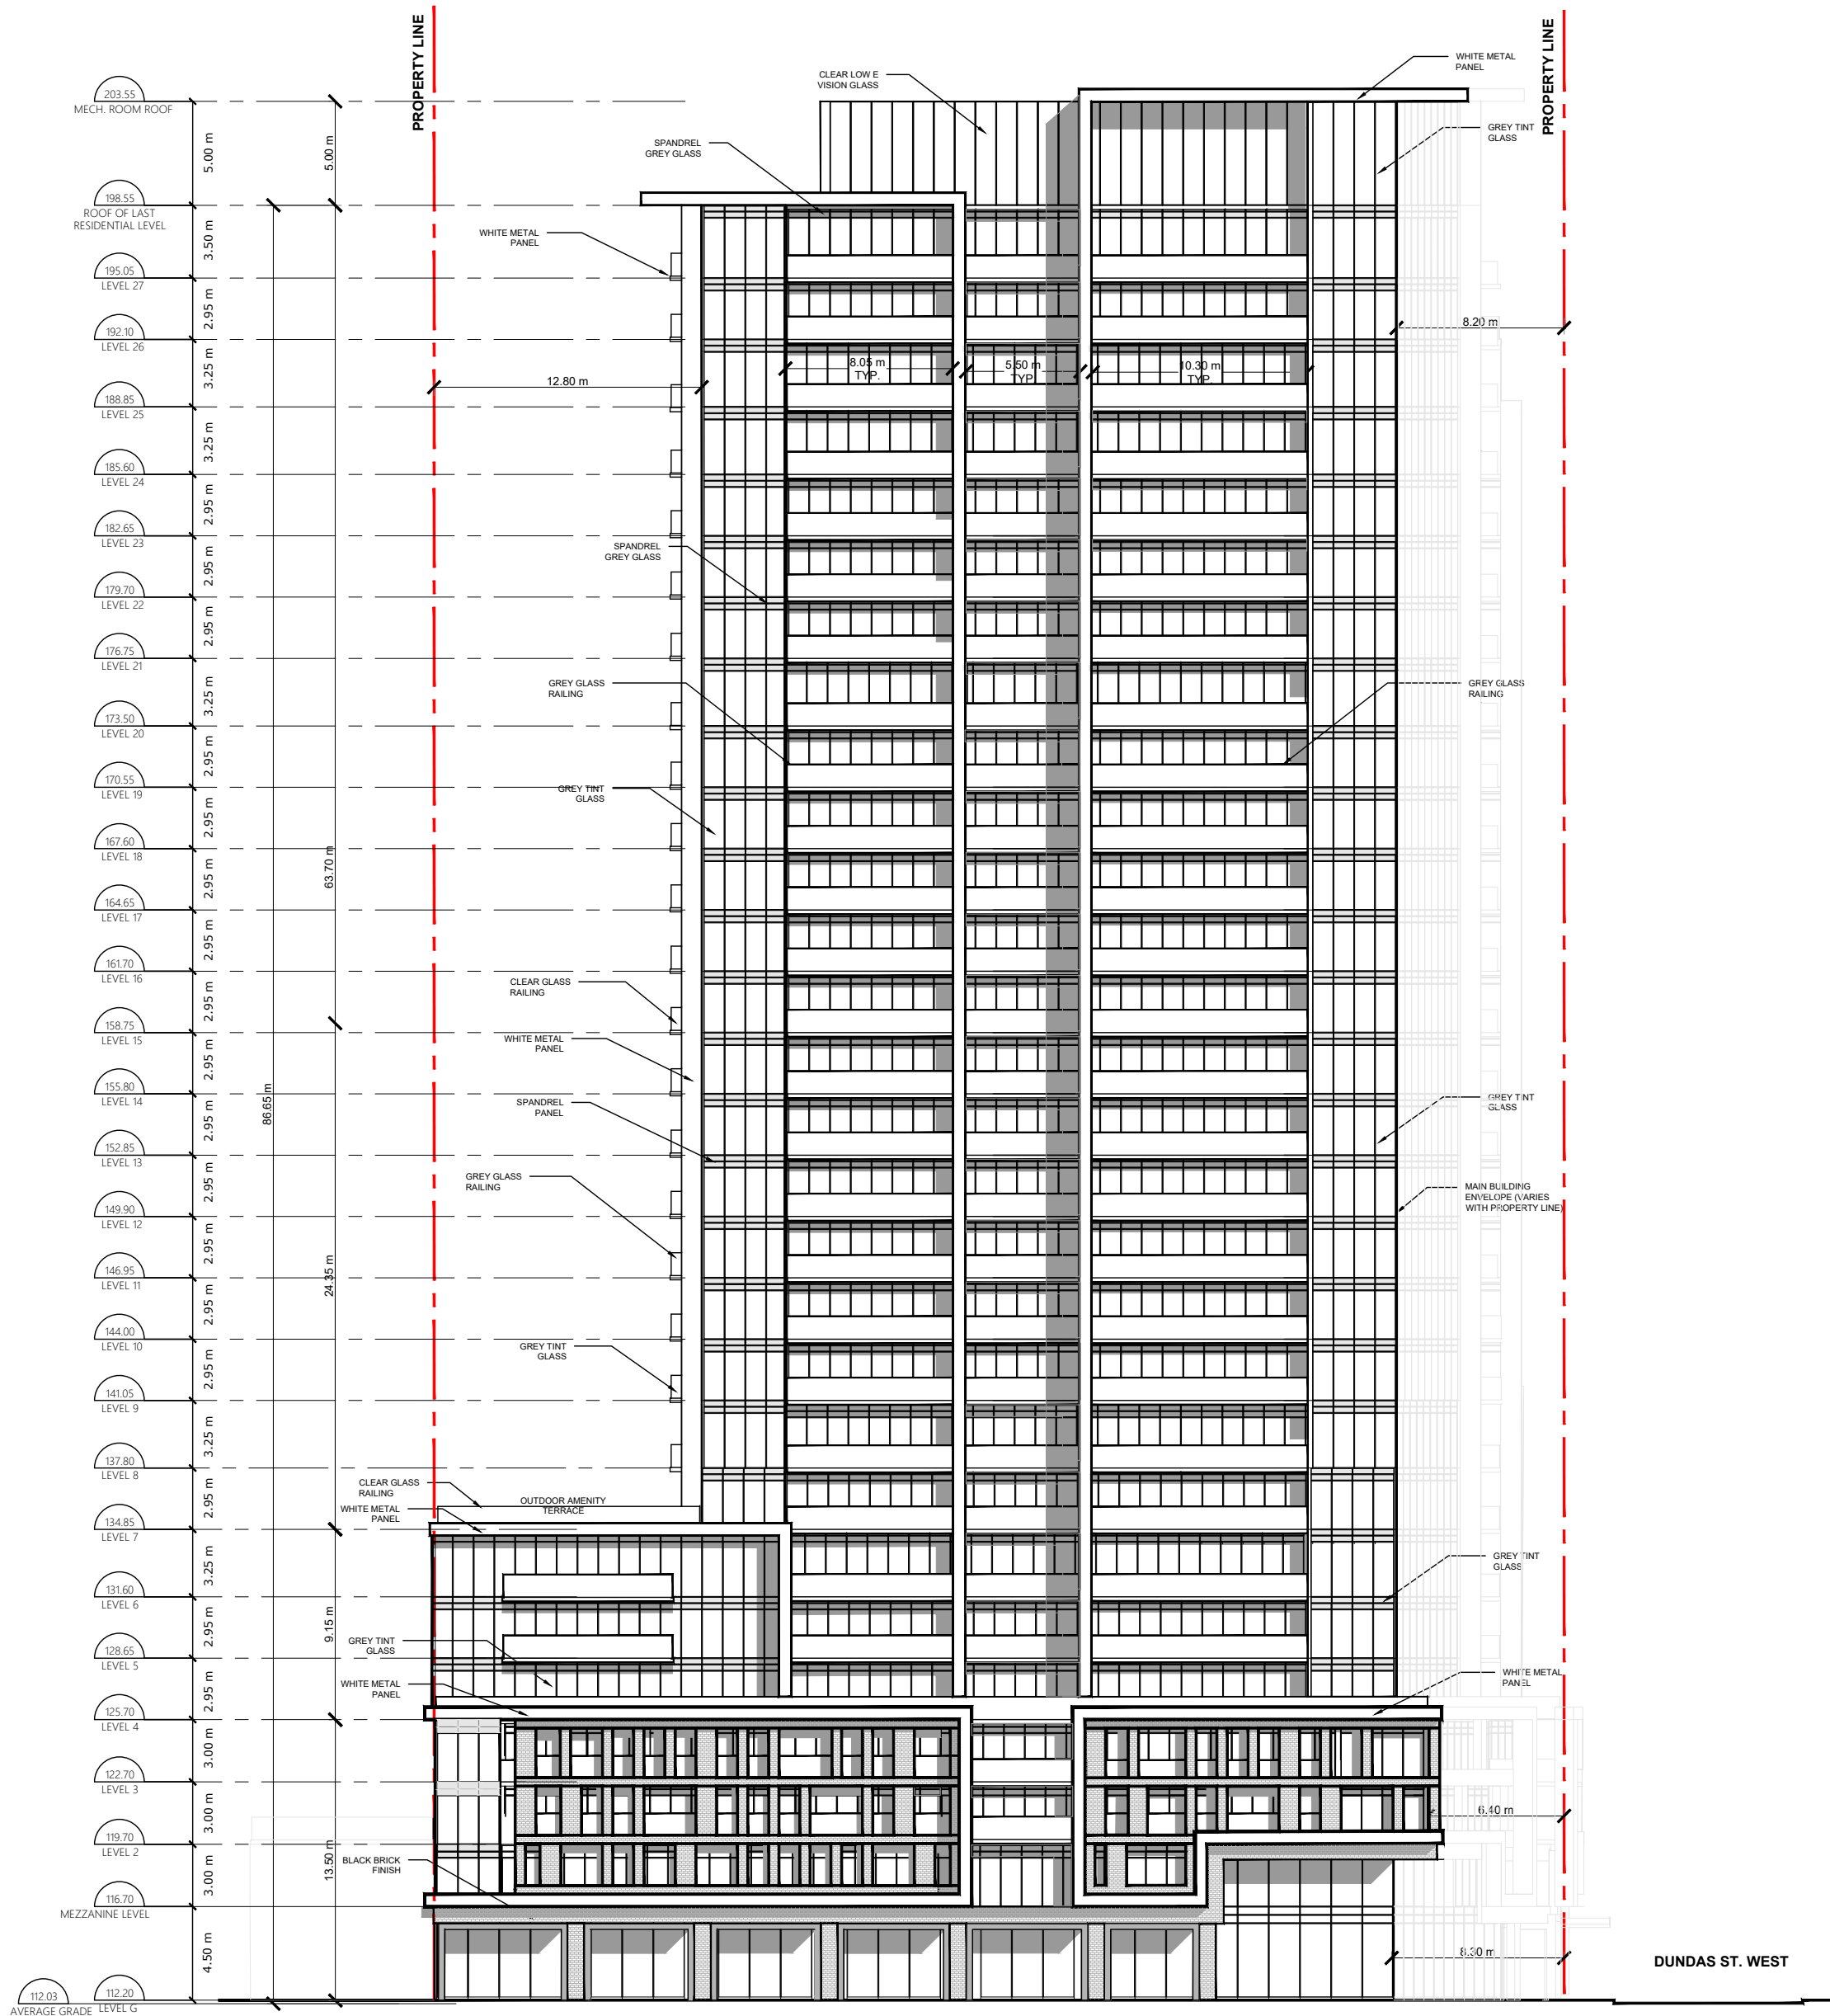 PROPERTY LINE
PROPERTY LINE
203.55
MECH. ROOM ROOF
5.00 m
5.00 m
198.55
ROOF OF LAST
RESIDENTIAL LEVEL
3.50 m
195.05
LEVEL 27
2.95 m
192.10
LEVEL 26
3.25 m
188.85
LEVEL 25
3.25 m
185.60
LEVEL 24
2.95 m
182.65
LEVEL 23
2.95 m
179.70
LEVEL 22
2.95 m
176.75
LEVEL 21
3.25 m
173.50
LEVEL 20
2.95 m
170.55
LEVEL 19
2.95 m
167.60
LEVEL 18
2.95 m
164.65
LEVEL 17
2.95 m
161.70
LEVEL 16
2.95 m
158.75
LEVEL 15
2.95 m
155.80
LEVEL 14
2.95 m
152.85
LEVEL 13
2.95 m
149.90
LEVEL 12
2.95 m
146.95
LEVEL 11
2.95 m
144.00
LEVEL 10
2.95 m
141.05
LEVEL 9
3.25 m
137.80
LEVEL 8
2.95 m
134.85
LEVEL 7
3.25 m
131.60
LEVEL 6
2.95 m
128.65
LEVEL 5
2.95 m
125.70
LEVEL 4
3.00 m
122.70
LEVEL 3
3.00 m
119.70
LEVEL 2
3.00 m
116.70
MEZZANINE LEVEL
4.50 m
112.20
LEVEL G
112.03
AVERAGE GRADE
86.65 m
63.70 m
24.35 m
9.15 m
13.50 m
CLEAR LOW E
VISION GLASS
WHITE METAL
PANEL
SPANDREL
GREY GLASS
GREY TINT
GLASS
WHITE METAL
PANEL
8.20 m
12.80 m
8.05 m
TYP.
5.50 m
TYP.
10.30 m
TYP.
SPANDREL
GREY GLASS
GREY GLASS
RAILING
GREY GLASS
RAILING
GREY TINT
GLASS
CLEAR GLASS
RAILING
WHITE METAL
PANEL
SPANDREL
PANEL
GREY TINT
GLASS
GREY GLASS
RAILING
MAIN BUILDING
ENVELOPE (VARIES
WITH PROPERTY LINE)
GREY TINT
GLASS
CLEAR GLASS
RAILING
WHITE METAL
PANEL
OUTDOOR AMENITY
TERRACE
GREY TINT
GLASS
GREY TINT
GLASS
WHITE METAL
PANEL
WHITE METAL
PANEL
6.40 m
BLACK BRICK
FINISH
8.30 m
DUNDAS ST. WEST